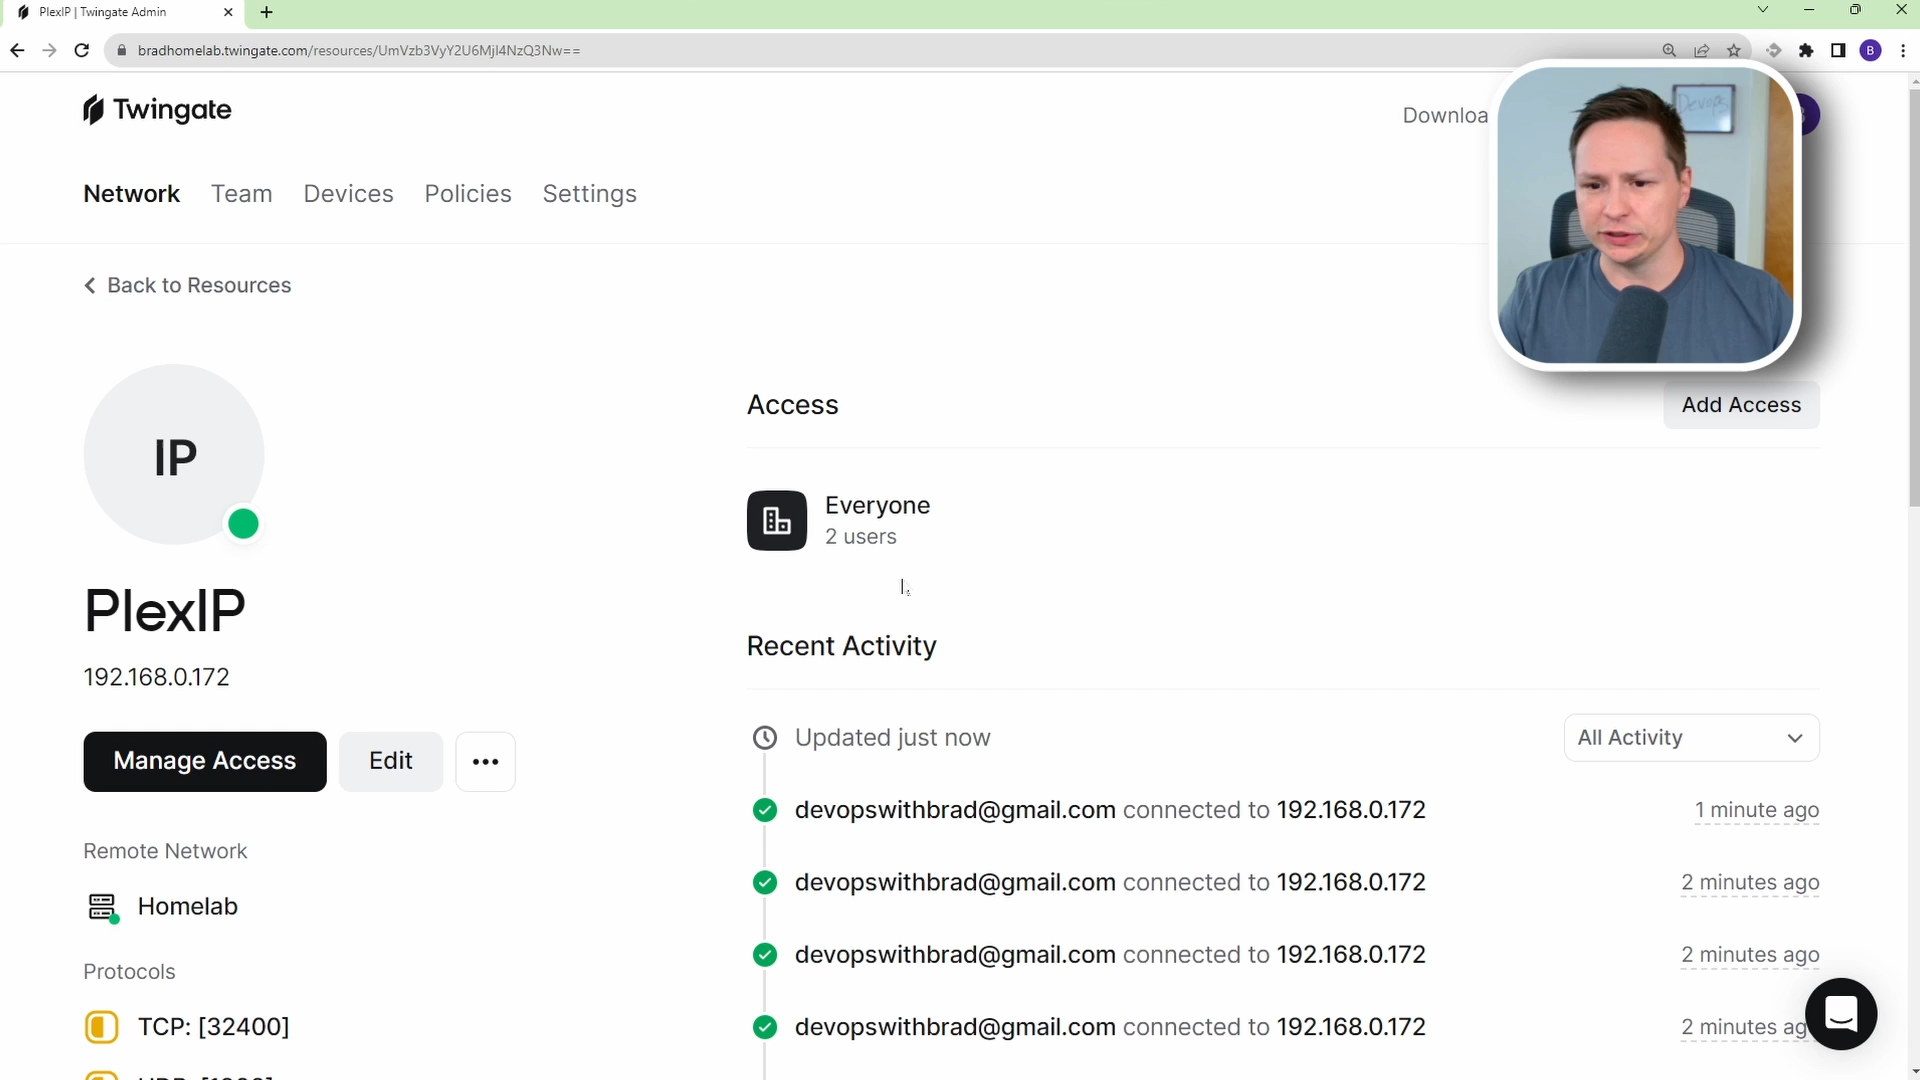 PlexIP | Twingate Admin
bradhomelab.twingate.com/resources/UmVzb3VyY2U6MjI4NzQ3Nw==
B
Twingate
Downloa
Devops
Network Team Devices Policies Settings
Back to Resources
IP
PlexIP
192.168.0.172
Manage Access Edit
Remote Network
Homelab
Protocols
TCP: [32400]
Access
Add Access
Everyone
2 users
Recent Activity
Updated just now
All Activity
devopswithbrad@gmail.com connected to 192.168.0.172 1 minute ago
devopswithbrad@gmail.com connected to 192.168.0.172 2 minutes ago
devopswithbrad@gmail.com connected to 192.168.0.172 2 minutes ago
devopswithbrad@gmail.com connected to 192.168.0.172 2 minutes ag